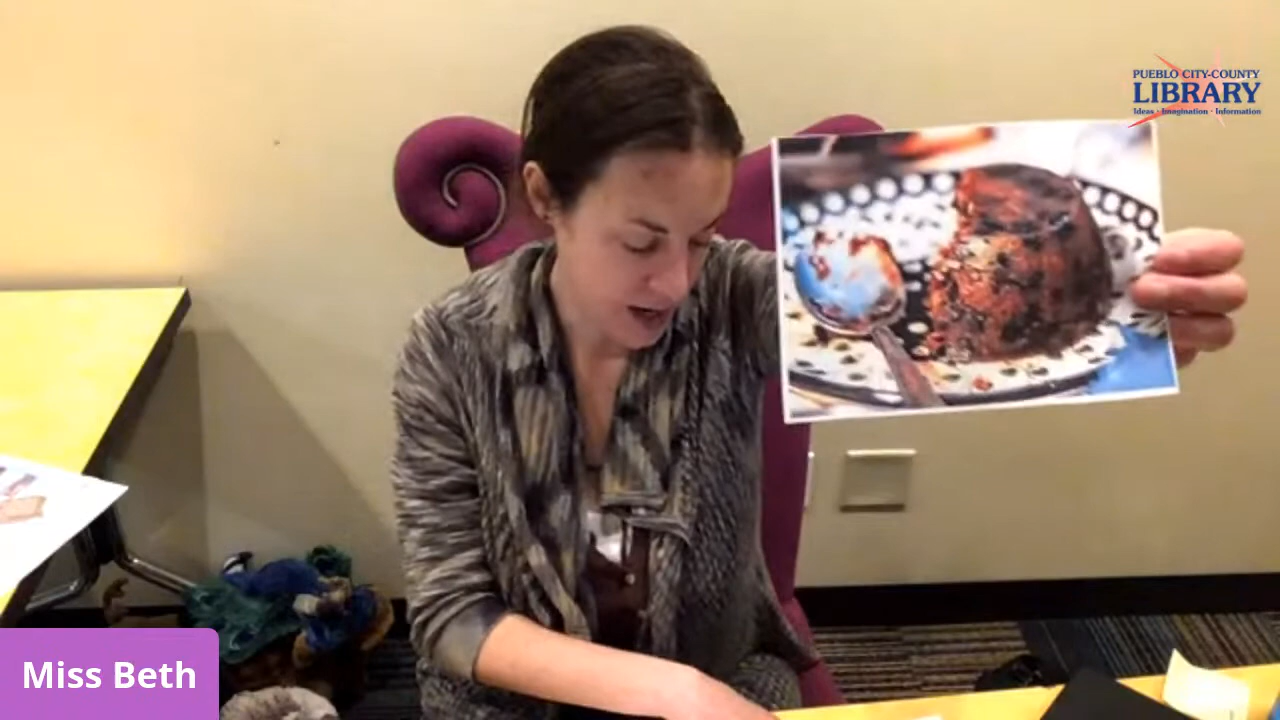 PUEBLO CITY-COUNTY
LIBRARY
Ideas · Imagination · Information
Miss Beth